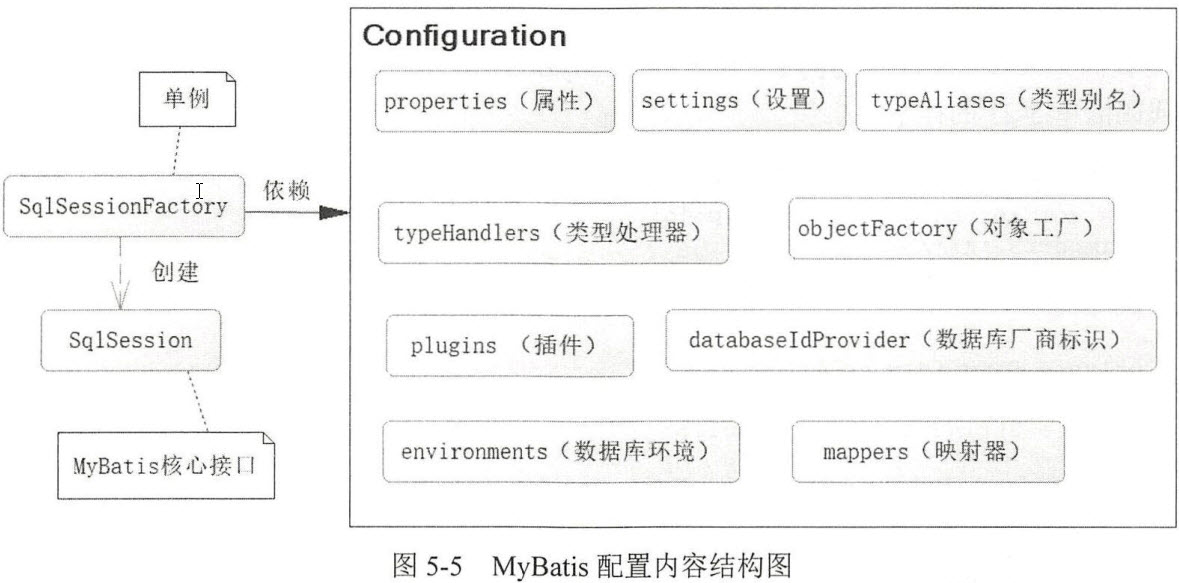 Configuration
单例
properties（属性）
settings（设置）
typeAliases（类型别名）
SqlSessionFactory
依赖
typeHandlers（类型处理器）
objectFactory（对象工厂）
创建
SqlSession
plugins （插件）
databaseIdProvider（数据库厂商标识）
MyBatis核心接口
environments（数据库环境）
mappers（映射器）
图 5-5 MyBatis 配置内容结构图